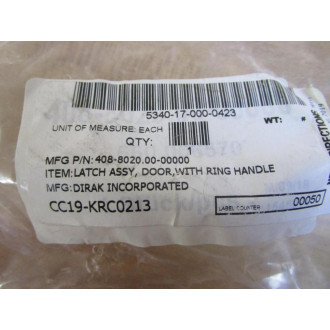 5340-17-000-0423
UNIT OF MEASURE: EACH
WT: #
QTY:
1
MFG P/N: 408-8020.00-00000
ITEM:LATCH ASSY, DOOR,WITH RING HANDLE
MFG: DIRAK INCORPORATED
CC19-KRC0213
LABEL COUNTER
00050